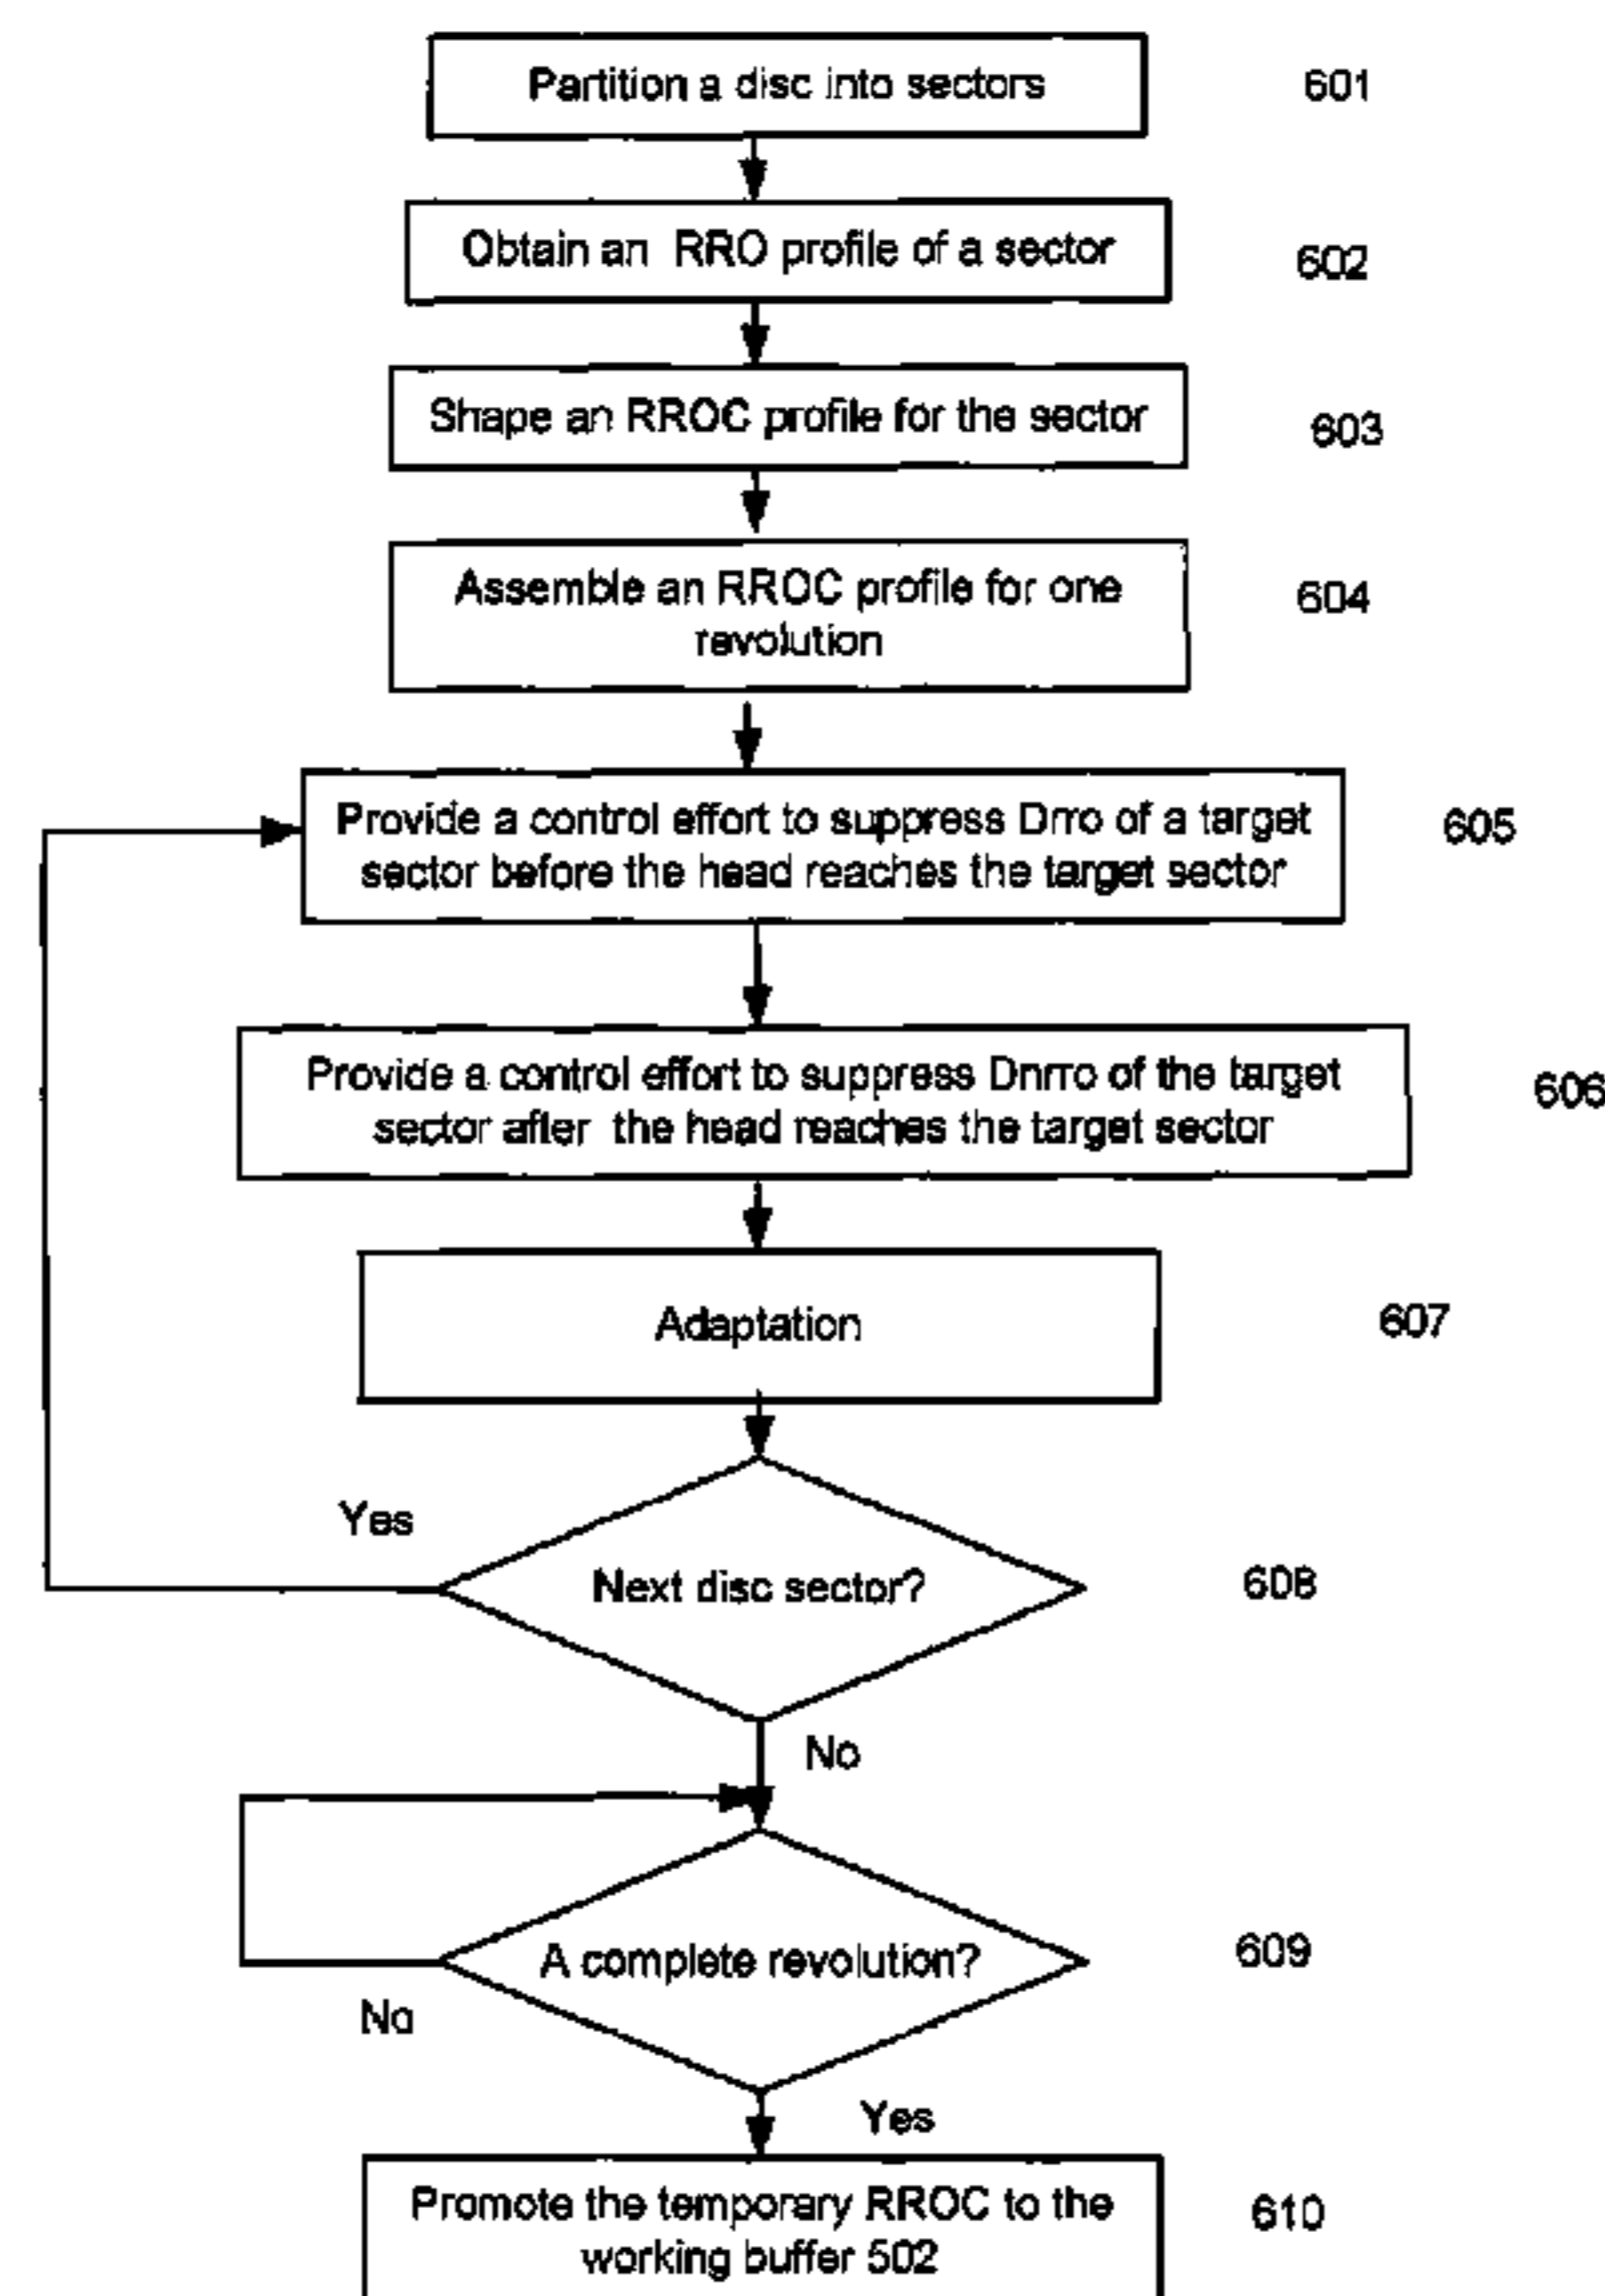 Partition a disc into sectors
601
Obtain an RRO profile of a sector
602
Shape an RROC profile for the sector
603
Assemble an RROC profile for one
revolution
604
Provide a control effort to suppress Drro of a target
sector before the head reaches the target sector
605
Provide a control effort to suppress Dnrro of the target
sector after the head reaches the target sector
606
Adaptation
607
Yes
Next disc sector?
608
No
A complete revolution?
609
No
Yes
Promote the temporary RROC to the
working buffer 502
610